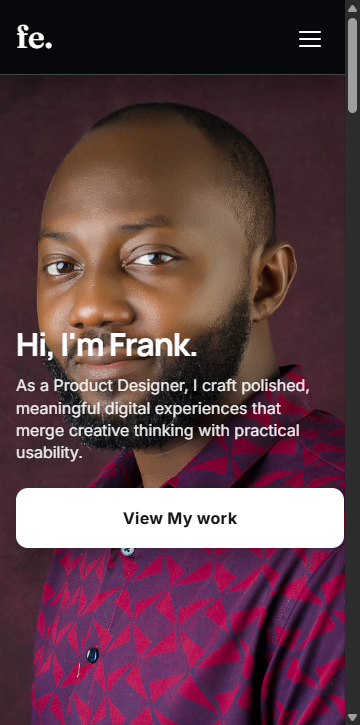 fe.
Hi, I'm Frank.
As a Product Designer, I craft polished,
meaningful digital experiences that
merge creative thinking with practical
usability.
View My work